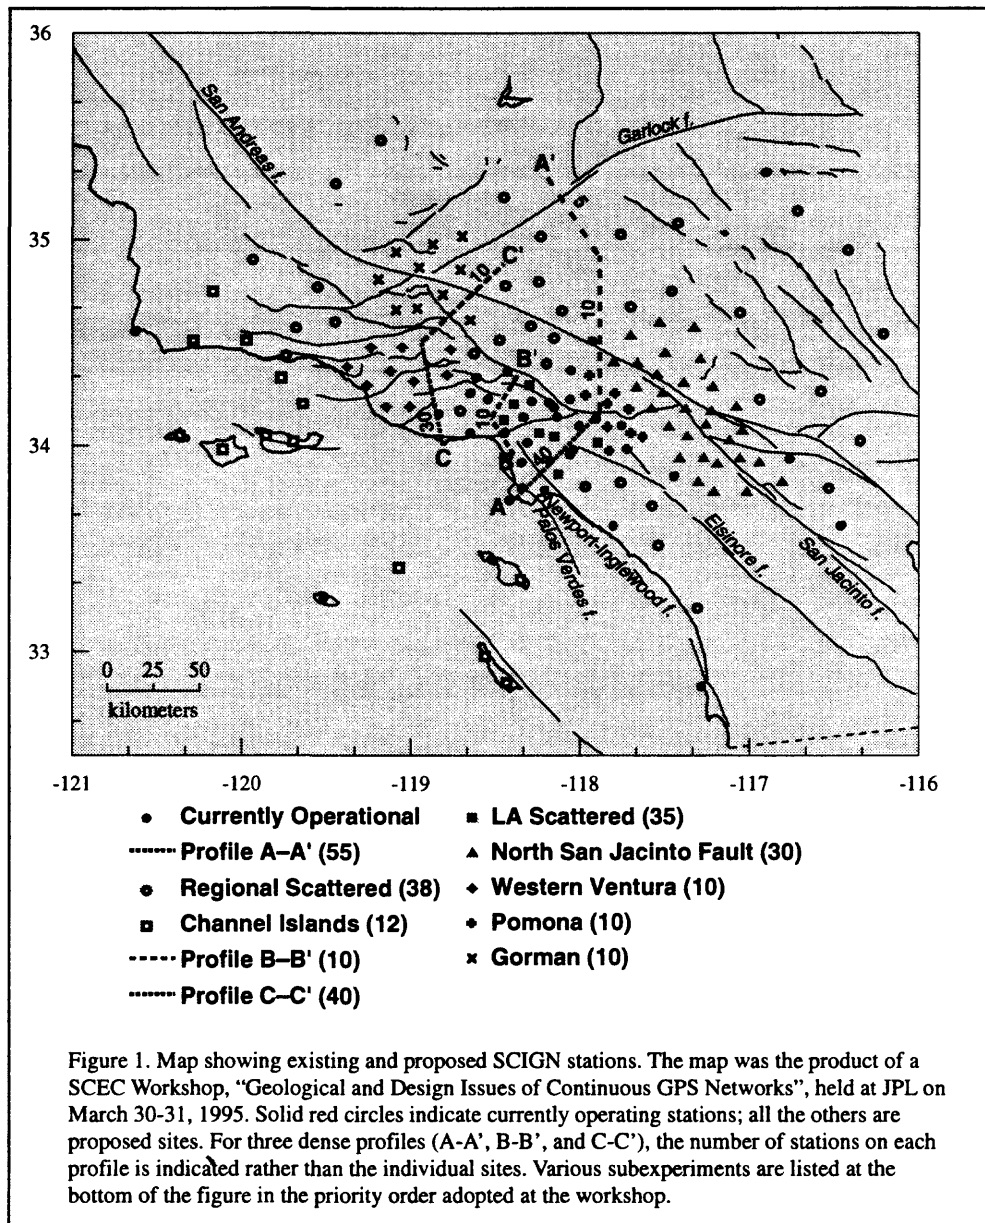 36
35
34
33
-121
-120
-119
-118
-117
-116
San Andreas f.
Garlock f.
A'
5
C'
10
10
B'
10
30
C
40
A
Newport-Inglewood f.
Palos Verdes f.
Elsinore f.
San Jacinto f.
0 25 50
kilometers
Currently Operational
Profile A–A' (55)
Regional Scattered (38)
Channel Islands (12)
Profile B–B' (10)
Profile C–C' (40)
LA Scattered (35)
North San Jacinto Fault (30)
Western Ventura (10)
Pomona (10)
Gorman (10)
Figure 1. Map showing existing and proposed SCIGN stations. The map was the product of a
SCEC Workshop, “Geological and Design Issues of Continuous GPS Networks”, held at JPL on
March 30-31, 1995. Solid red circles indicate currently operating stations; all the others are
proposed sites. For three dense profiles (A-A', B-B', and C-C'), the number of stations on each
profile is indicated rather than the individual sites. Various subexperiments are listed at the
bottom of the figure in the priority order adopted at the workshop.